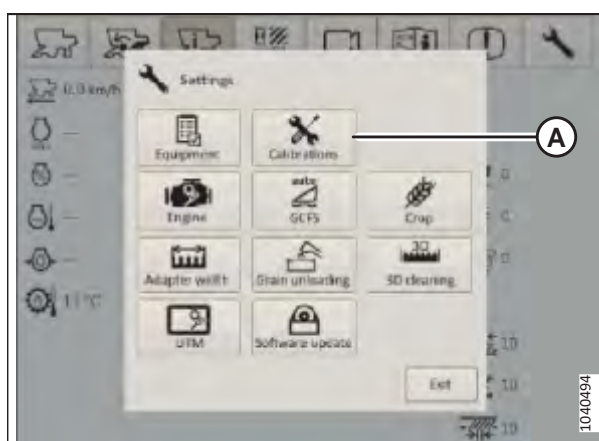 0.0 km/h
Settings
A
Equipment
Calibrations
auto
Engine
GCFS
Crop
3D
Adapter width
Grain unloading
3D cleaning
UTM
Software update
11°C
10
Exit
10
10
1040494